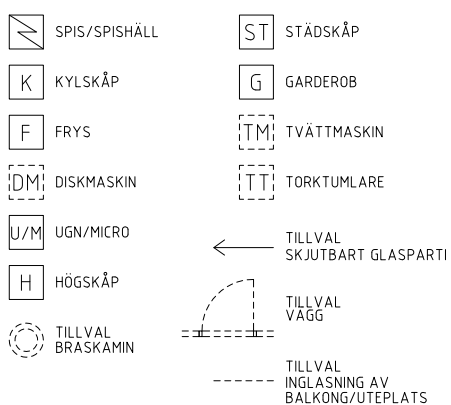 SPIS/SPISHÄLL
K KYLSKÅP
F FRYS
DM DISKMASKIN
U/M UGN/MICRO
H HÖGSKÅP
TILLVAL
BRASKAMIN
ST STÄDSKÅP
G GARDEROB
TM TVÄTTMASKIN
TT TORKTUMLARE
TILLVAL
SKJUTBART GLASPARTI
TILLVAL
VÄGG
TILLVAL
INGLASNING AV
BALKONG/UTEPLATS